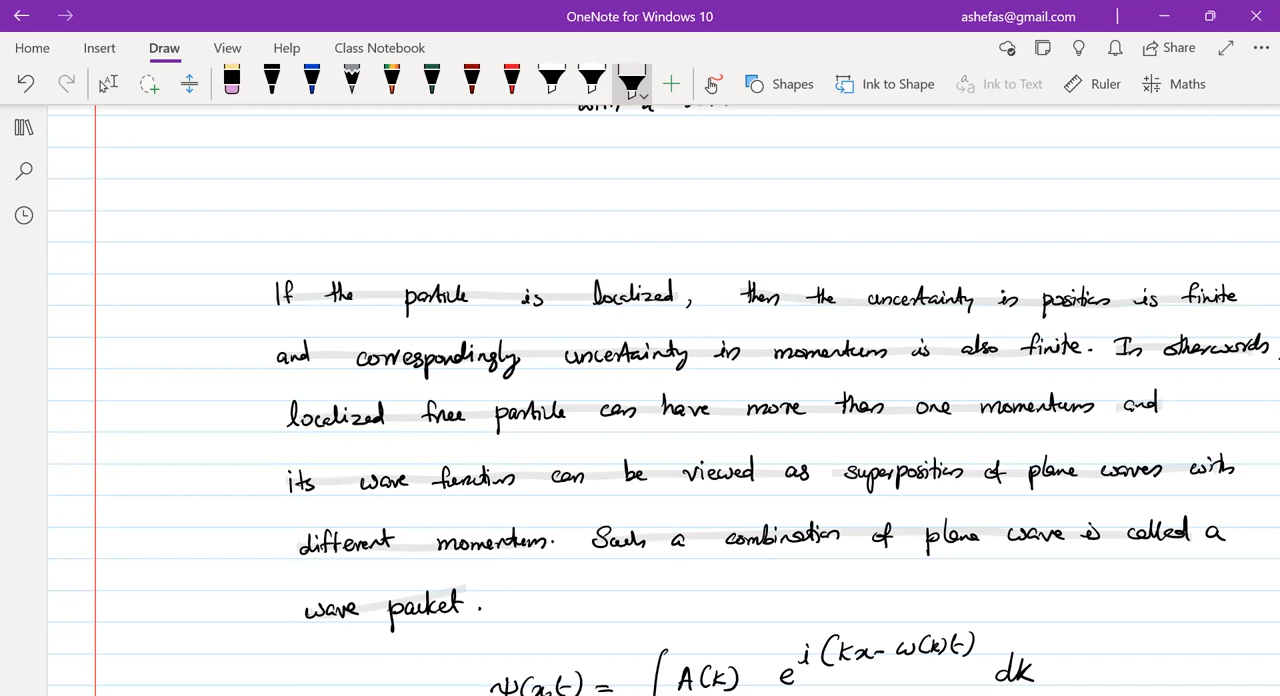 OneNote for Windows 10
ashefas@gmail.com
Home Insert Draw View Help Class Notebook
Share
Shapes Ink to Shape Ink to Text Ruler Maths
If the particle is localized, then the uncertainty in position is finite
and correspondingly uncertainty in momentum is also finite. In otherwords,
localized free particle can have more than one momentum and
its wave function can be viewed as superposition of plane waves with
different momentum. Such a combination of plane wave is called a
wave packet.
ψ(x,t) = ∫ A(k) e^{i(kx-ω(k)t)} dk